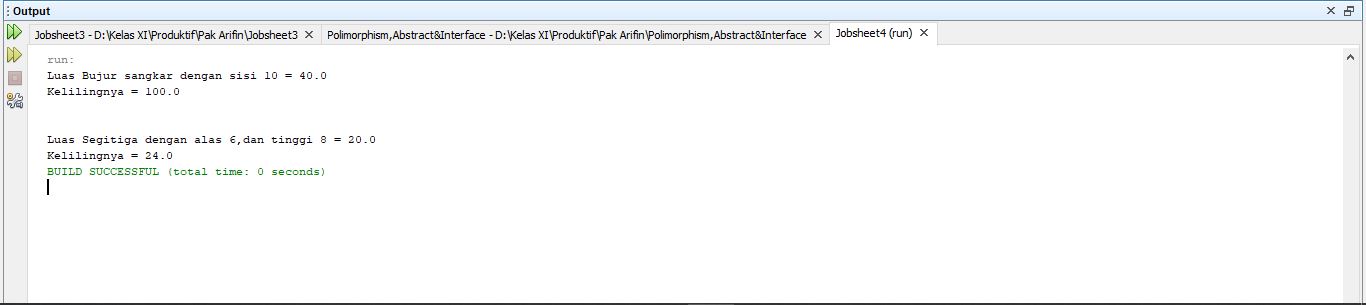 Output
Jobsheet3 - D:\Kelas XI\Produktif\Pak Arifin\Jobsheet3
Polimorphism,Abstract&Interface - D:\Kelas XI\Produktif\Pak Arifin\Polimorphism,Abstract&Interface
Jobsheet4 (run)
run:
Luas Bujur sangkar dengan sisi 10 = 40.0
Kelilingnya = 100.0
Luas Segitiga dengan alas 6,dan tinggi 8 = 20.0
Kelilingnya = 24.0
BUILD SUCCESSFUL (total time: 0 seconds)